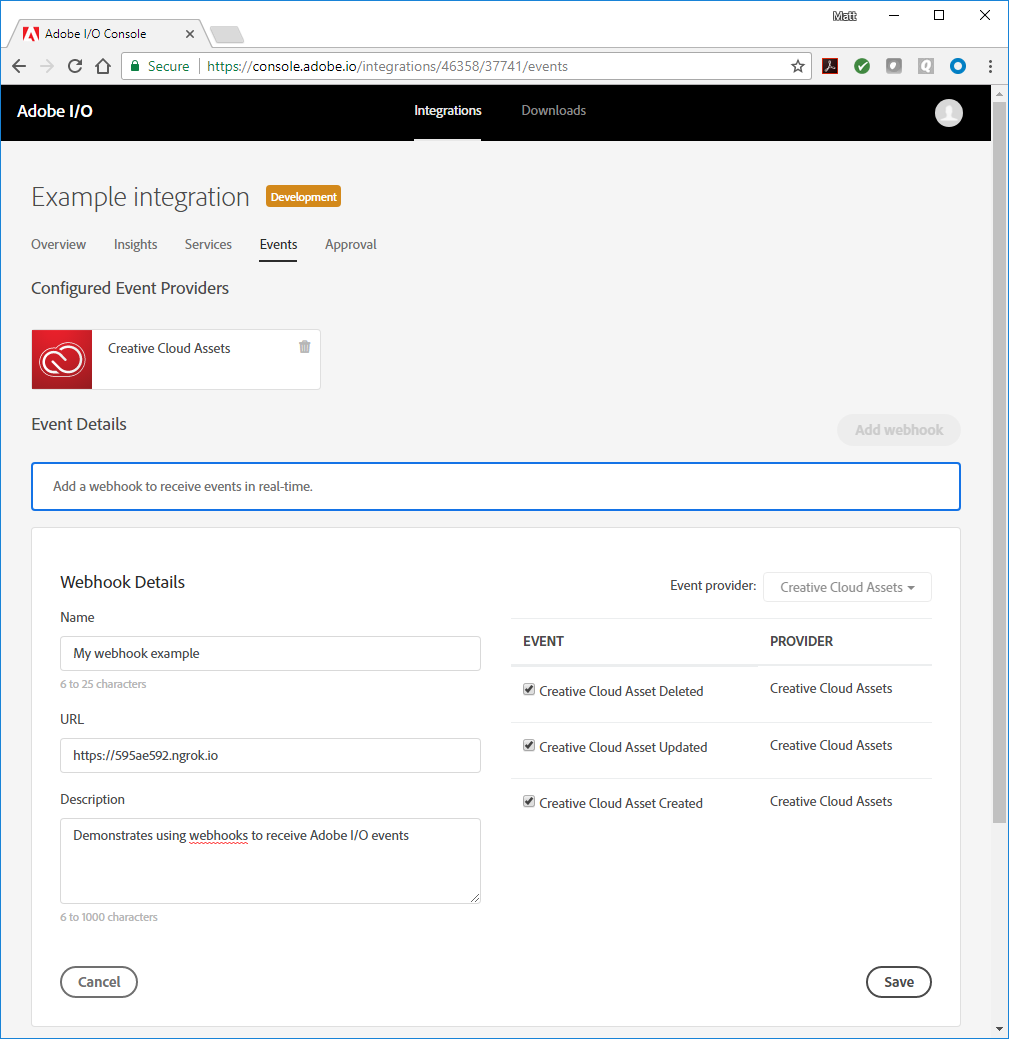 Matt
Adobe I/O Console
Secure
https://console.adobe.io/integrations/46358/37741/events
Adobe I/O
Integrations
Downloads
Example integration
Development
Overview
Insights
Services
Events
Approval
Configured Event Providers
Creative Cloud Assets
Event Details
Add webhook
Add a webhook to receive events in real-time.
Webhook Details
Name
My webhook example
6 to 25 characters
URL
https://595ae592.ngrok.io
Description
Demonstrates using webhooks to receive Adobe I/O events
6 to 1000 characters
Event provider:
Creative Cloud Assets
EVENT
PROVIDER
Creative Cloud Asset Deleted
Creative Cloud Assets
Creative Cloud Asset Updated
Creative Cloud Assets
Creative Cloud Asset Created
Creative Cloud Assets
Cancel
Save